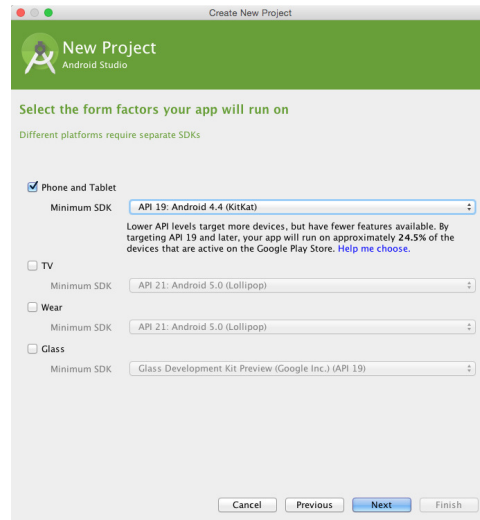 Create New Project
New Project
Android Studio
Select the form factors your app will run on
Different platforms require separate SDKs
Phone and Tablet
Minimum SDK API 19: Android 4.4 (KitKat)
Lower API levels target more devices, but have fewer features available. By
targeting API 19 and later, your app will run on approximately 24.5% of the
devices that are active on the Google Play Store. Help me choose.
TV
Minimum SDK API 21: Android 5.0 (Lollipop)
Wear
Minimum SDK API 21: Android 5.0 (Lollipop)
Glass
Minimum SDK Glass Development Kit Preview (Google Inc.) (API 19)
Cancel Previous Next Finish